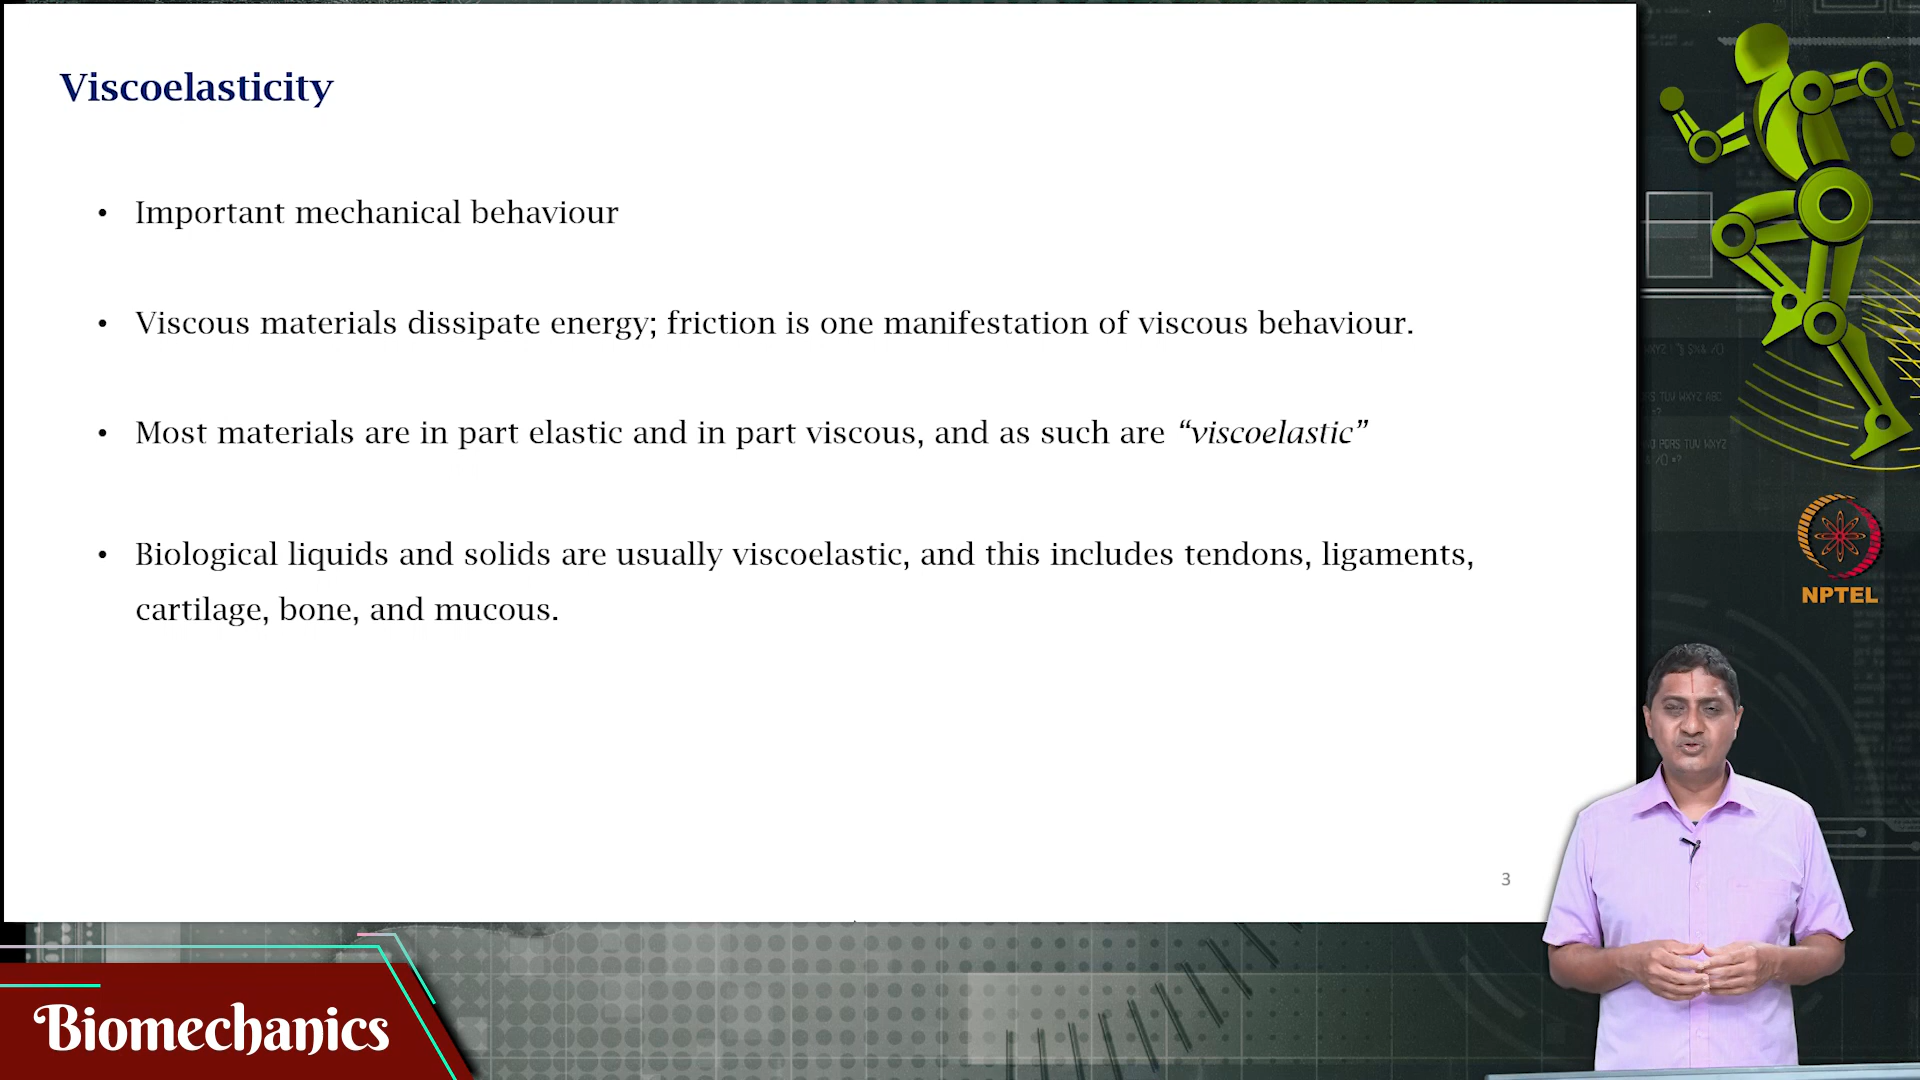 Viscoelasticity
• Important mechanical behaviour
• Viscous materials dissipate energy; friction is one manifestation of viscous behaviour.
• Most materials are in part elastic and in part viscous, and as such are “viscoelastic”
• Biological liquids and solids are usually viscoelastic, and this includes tendons, ligaments,
cartilage, bone, and mucous.
3
NPTEL
Biomechanics